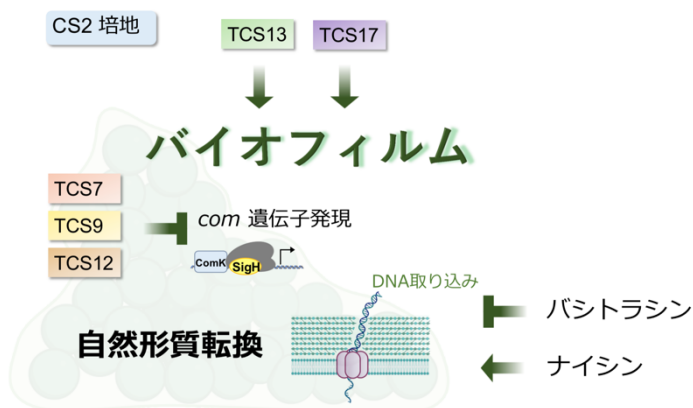 CS2 培地
TCS13
TCS17
バイオフィルム
TCS7
TCS9
TCS12
com 遺伝子発現
ComK
SigH
DNA取り込み
バシトラシン
自然形質転換
ナイシン